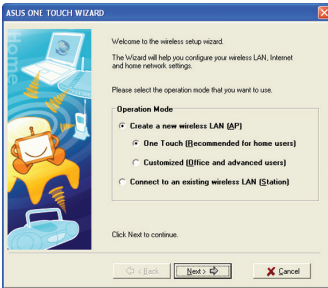 ASUS ONE TOUCH WIZARD
Home
Welcome to the wireless setup wizard.
The Wizard will help you configure your wireless LAN, Internet
and home network settings.
Please select the operation mode that you want to use.
Operation Mode
Create a new wireless LAN (AP)
One Touch (Recommended for home users)
Customized (Office and advanced users)
Connect to an existing wireless LAN (Station)
Click Next to continue.
< Back
Next >
Cancel